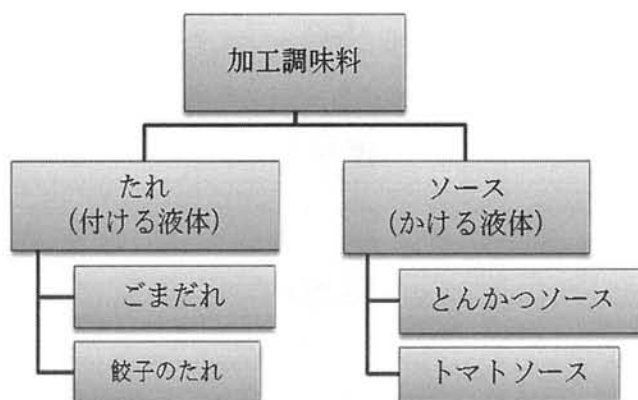 加工調味料
たれ
(付ける液体)
ごまだれ
餃子のたれ
ソース
(かける液体)
とんかつソース
トマトソース